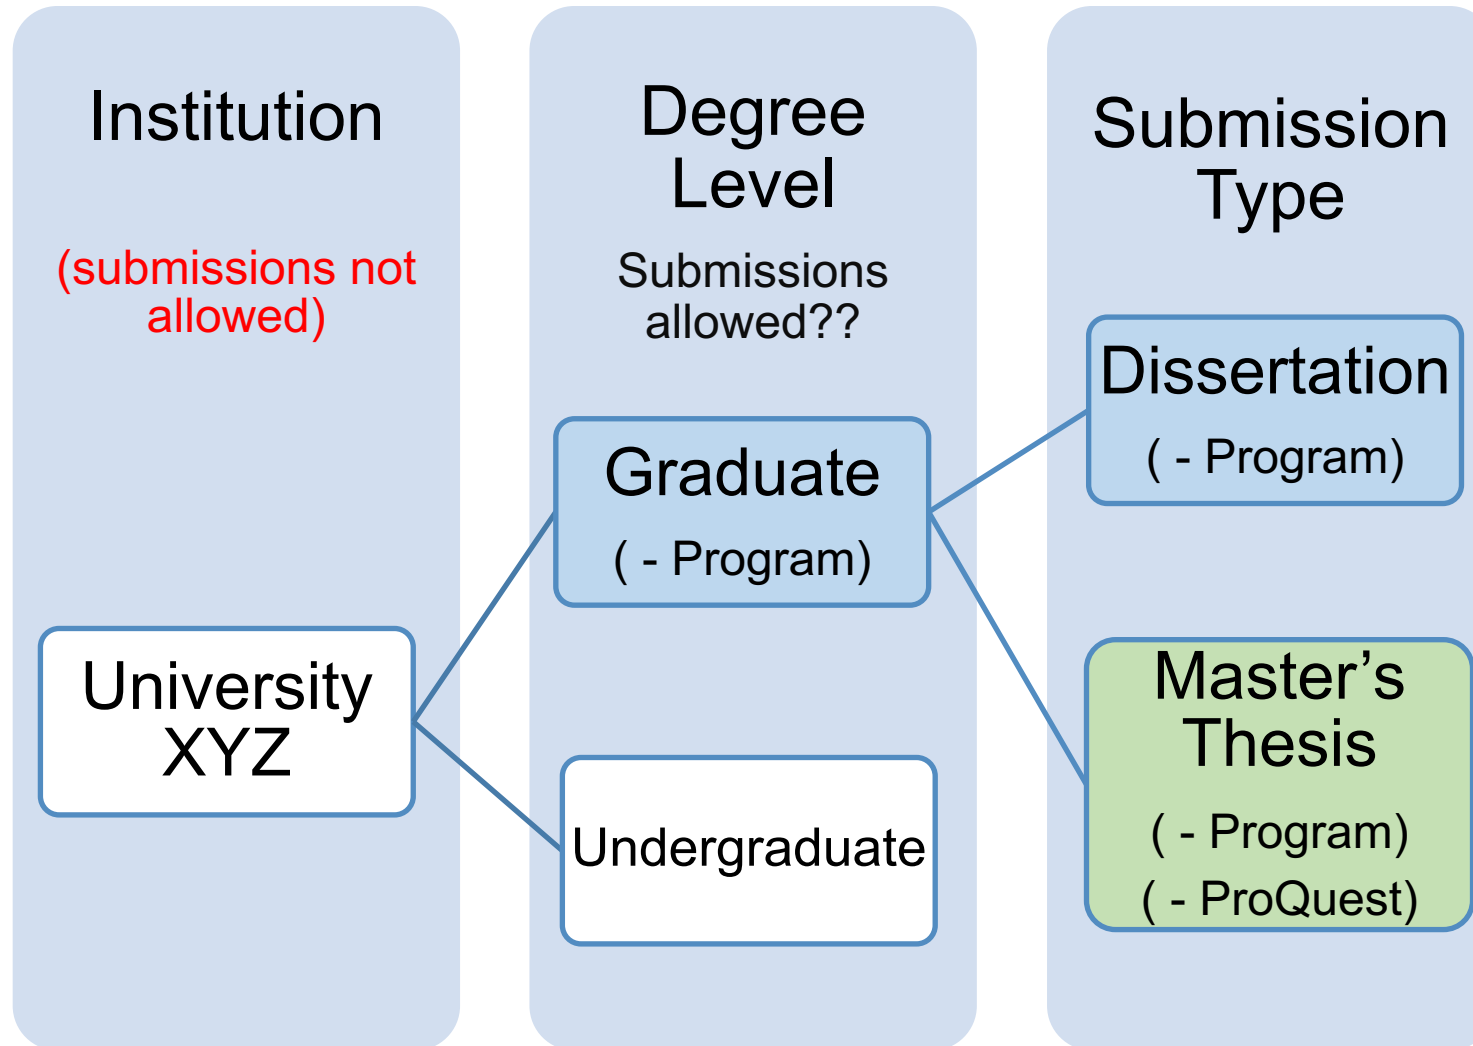 Institution
(submissions not
allowed)
University
XYZ
Degree
Level
Submissions
allowed??
Graduate
( - Program)
Undergraduate
Submission
Type
Dissertation
( - Program)
Master’s
Thesis
( - Program)
( - ProQuest)